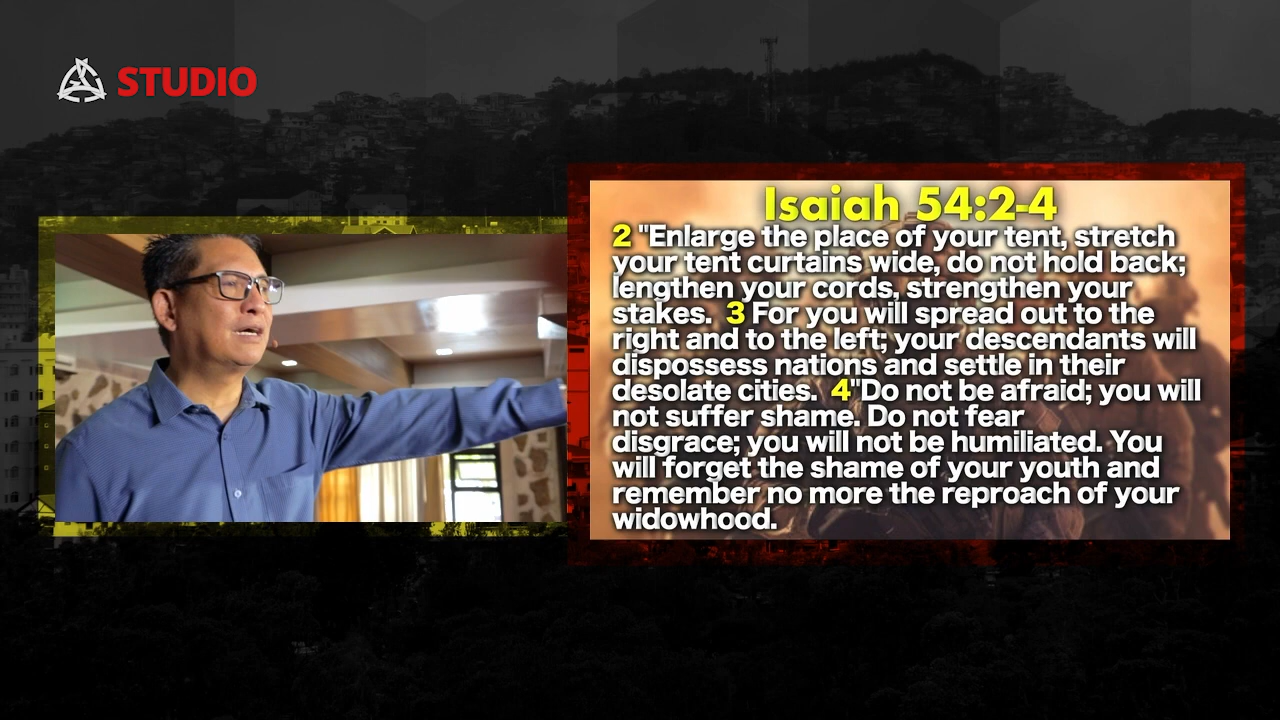 STUDIO
Isaiah 54:2-4
2 "Enlarge the place of your tent, stretch
your tent curtains wide, do not hold back;
lengthen your cords, strengthen your
stakes. 3 For you will spread out to the
right and to the left; your descendants will
dispossess nations and settle in their
desolate cities. 4"Do not be afraid; you will
not suffer shame. Do not fear
disgrace; you will not be humiliated. You
will forget the shame of your youth and
remember no more the reproach of your
widowhood.